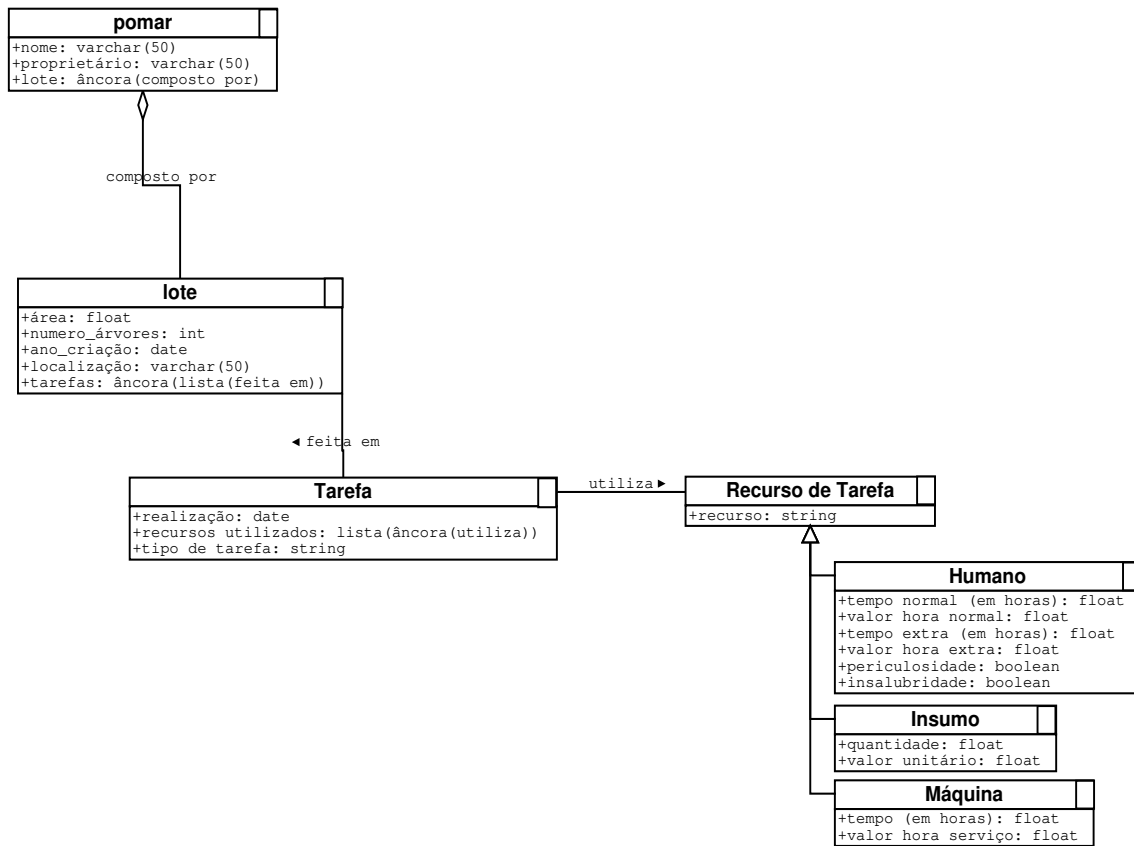 pomar
+nome: varchar(50)
+proprietário: varchar(50)
+lote: âncora(composto por)
composto por
lote
+área: float
+numero_árvores: int
+ano_criação: date
+localização: varchar(50)
+tarefas: âncora(lista(feita em))
◄ feita em
Tarefa
+realização: date
+recursos utilizados: lista(âncora(utiliza))
+tipo de tarefa: string
utiliza ►
Recurso de Tarefa
+recurso: string
Humano
+tempo normal (em horas): float
+valor hora normal: float
+tempo extra (em horas): float
+valor hora extra: float
+periculosidade: boolean
+insalubridade: boolean
Insumo
+quantidade: float
+valor unitário: float
Máquina
+tempo (em horas): float
+valor hora serviço: float